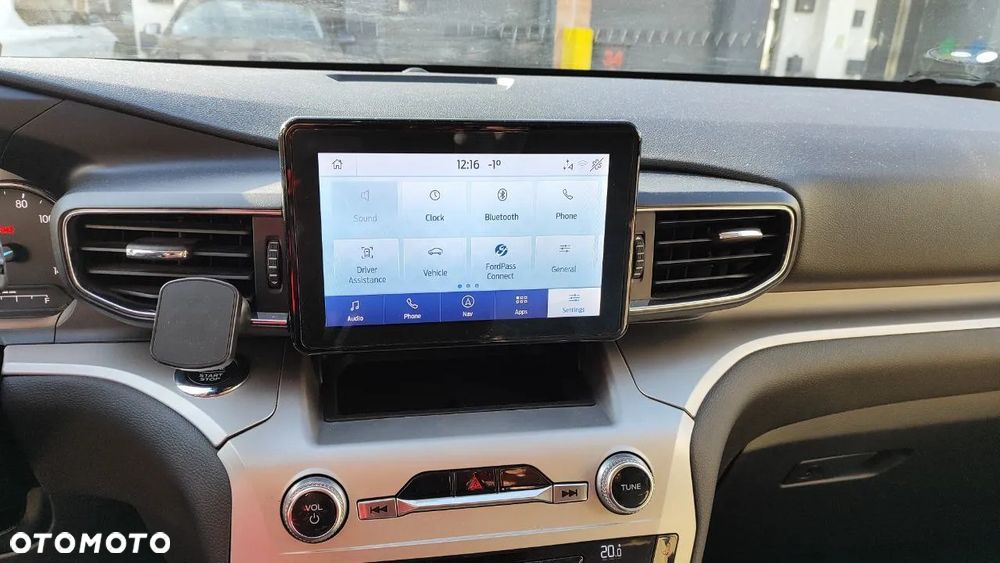 12:16 -1°
Sound
Clock
Bluetooth
Phone
Driver
Assistance
Vehicle
FordPass
Connect
General
Audio
Phone
Nav
Apps
Settings
80
100
F
START
STOP
VOL
TUNE
20.0
OTOMOTO